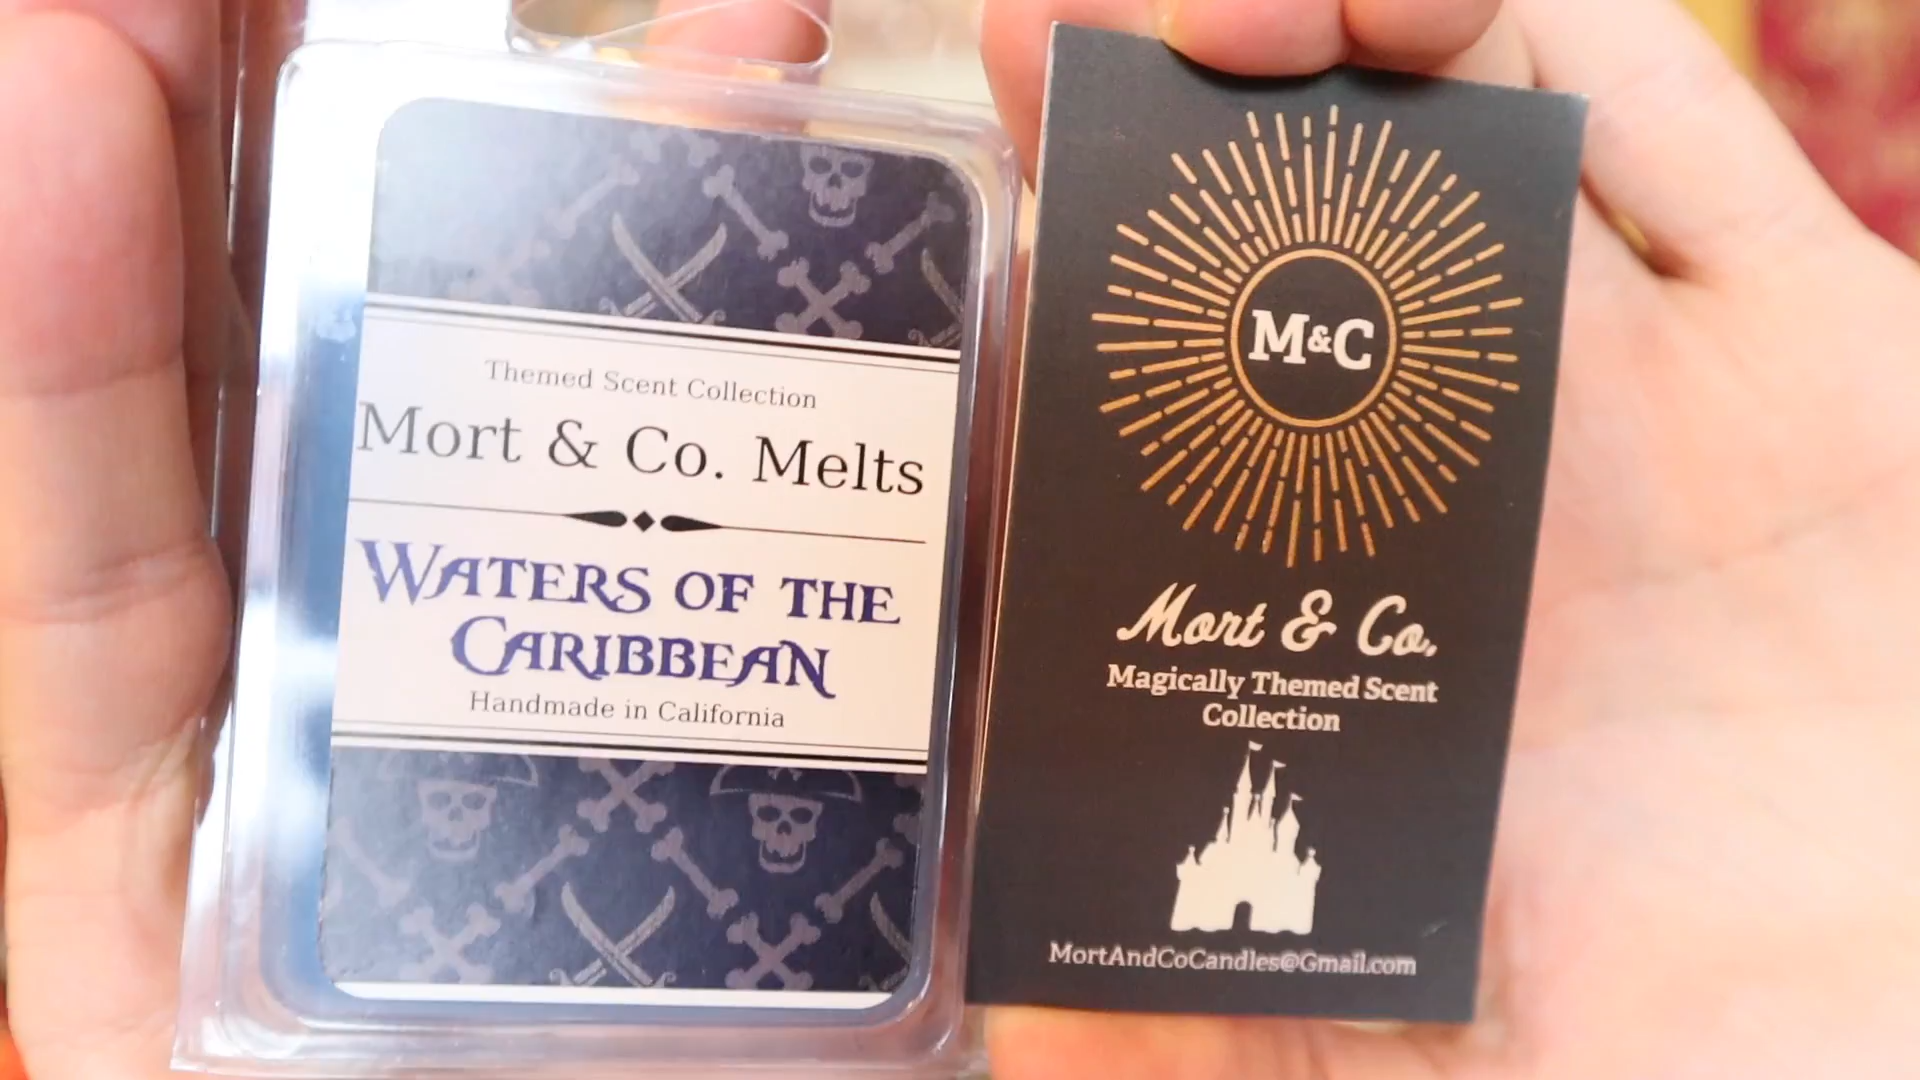 Themed Scent Collection
Mort & Co. Melts
WATERS OF THE
CARIBBEAN
Handmade in California
M&C
Mort & Co.
Magically Themed Scent
Collection
MortAndCoCandles@Gmail.com